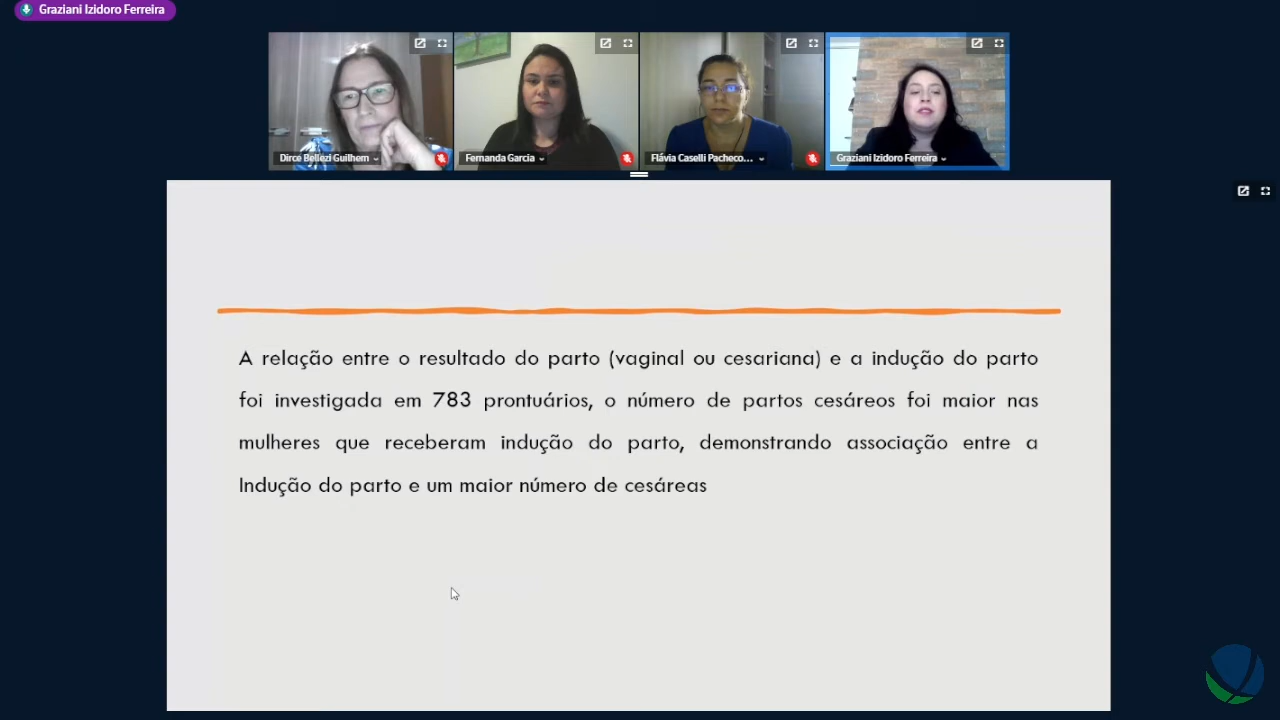 Graziani Izidoro Ferreira
Dirce Bellezi Guilhem
Fernanda Garcia
Flávia Caselli Pacheco...
Graziani Izidoro Ferreira
A relação entre o resultado do parto (vaginal ou cesariana) e a indução do parto
foi investigada em 783 prontuários, o número de partos cesáreos foi maior nas
mulheres que receberam indução do parto, demonstrando associação entre a
Indução do parto e um maior número de cesáreas